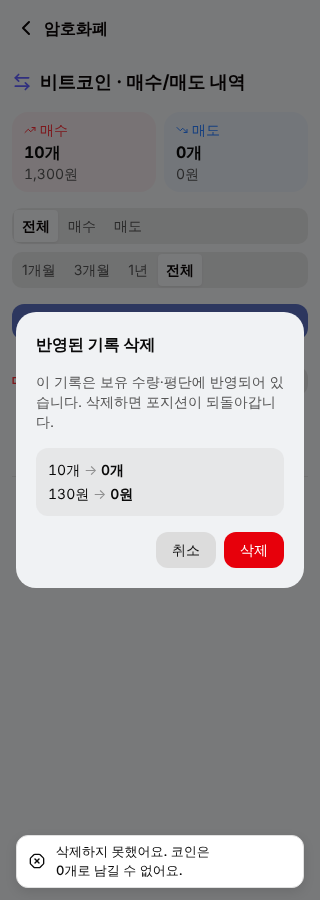 암호화폐
비트코인 · 매수/매도 내역
매수
10개
1,300원
매도
0개
0원
전체 매수 매도
1개월 3개월 1년 전체
반영된 기록 삭제
이 기록은 보유 수량·평단에 반영되어 있
습니다. 삭제하면 포지션이 되돌아갑니
다.
10개 → 0개
130원 → 0원
취소 삭제
삭제하지 못했어요. 코인은
0개로 남길 수 없어요.